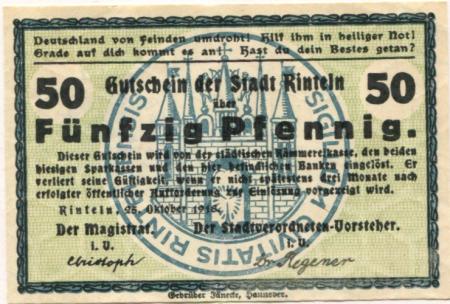 Deutschland von Feinden umdroht! Hilf ihm in heiliger Not!
Grade auf dich kommt es an! Hast du dein Bestes getan?
50 Gutschein der Stadt Rinteln 50
über
Fünfzig Pfennig.
Dieser Gutschein wird von der städtischen Kämmereikasse, den beiden
hiesigen Sparkassen und den hier befindlichen Banken eingelöst. Er
verliert seine Gültigkeit, wenn er nicht spätestens drei Monate nach
erfolgter öffentlicher Aufforderung zur Einlösung vorgezeigt wird.
Rinteln, 25. Oktober 1918.
Der Magistrat. Der Stadtverordneten-Vorsteher.
i. V. i. V.
Christoph Dr. Regener
Gebrüder Jänecke, Hannover.